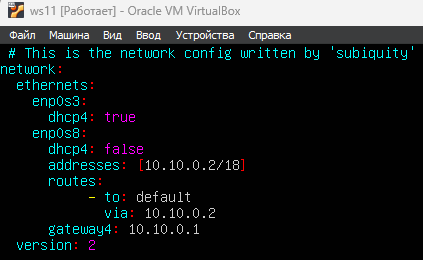 ws11 [Работает] - Oracle VM VirtualBox
Файл Машина Вид Ввод Устройства Справка
# This is the network config written by 'subiquity'
network:
  ethernets:
    enp0s3:
      dhcp4: true
    enp0s8:
      dhcp4: false
      addresses: [10.10.0.2/18]
      routes:
           - to: default
             via: 10.10.0.2
      gateway4: 10.10.0.1
  version: 2